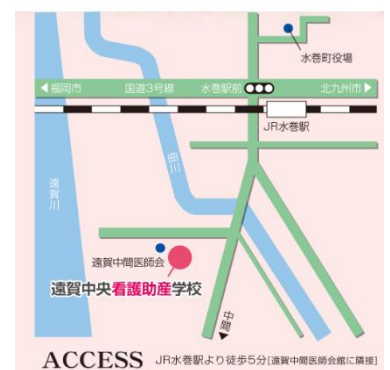 水巻町役場
◀福岡市 国道3号線 水巻駅前 北九州市▶
JR水巻駅
曲川
遠賀川
遠賀中間医師会
遠賀中央看護助産学校
中間
ACCESS JR水巻駅より徒歩5分[遠賀中間医師会館に隣接]